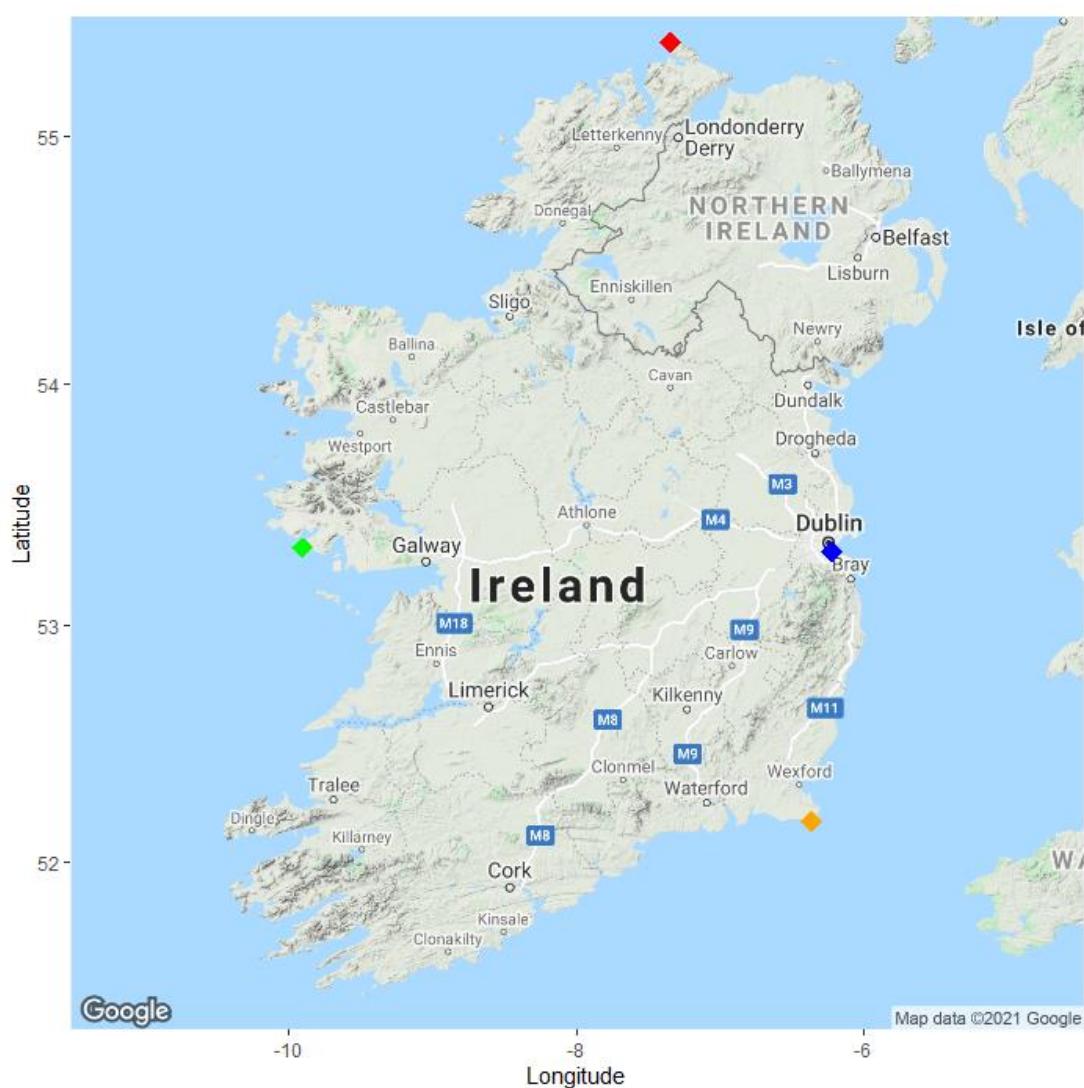 55
Letterkenny
Londonderry
Derry
Ballymena
Donegal
NORTHERN
IRELAND
Belfast
Lisburn
Enniskillen
Sligo
Newry
Isle of
Ballina
54
Cavan
Dundalk
Castlebar
Westport
Drogheda
M3
Latitude
Athlone
M4
Dublin
Galway
Bray
Ireland
53
M18
M9
Ennis
Carlow
Limerick
Kilkenny
M11
M8
M9
Clonmel
Wexford
Tralee
Waterford
Dingle
Killarney
M8
52
WA
Cork
Kinsale
Clonakilty
Google
Map data ©2021 Google
-10
-8
-6
Longitude